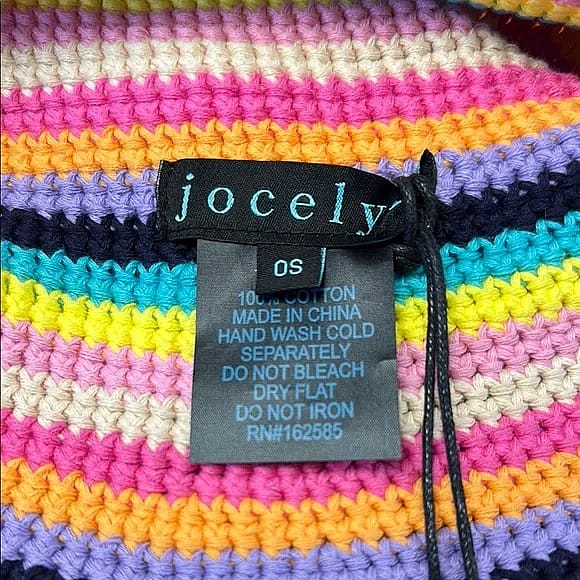 jocely
OS
100% COTTON
MADE IN CHINA
HAND WASH COLD
SEPARATELY
DO NOT BLEACH
DRY FLAT
DO NOT IRON
RN#162585